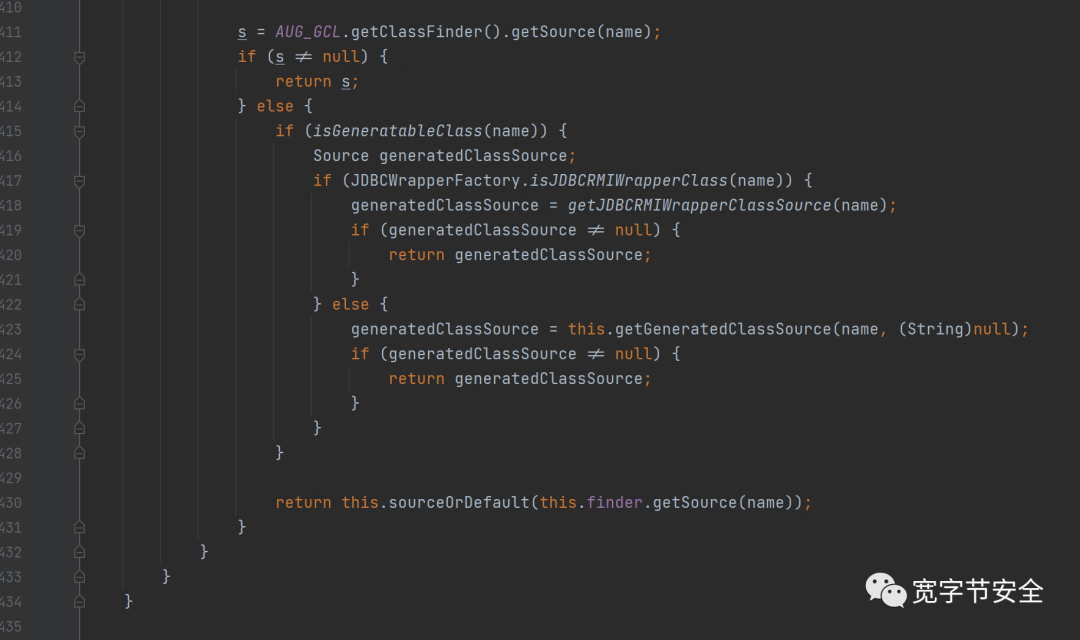 410
411 s = AUG_GCL.getClassFinder().getSource(name);
412 if (s ≠ null) {
413 return s;
414 } else {
415 if (isGeneratableClass(name)) {
416 Source generatedClassSource;
417 if (JDBCWrapperFactory.isJDBCRMIWrapperClass(name)) {
418 generatedClassSource = getJDBCRMIWrapperClassSource(name);
419 if (generatedClassSource ≠ null) {
420 return generatedClassSource;
421 }
422 } else {
423 generatedClassSource = this.getGeneratedClassSource(name, (String)null);
424 if (generatedClassSource ≠ null) {
425 return generatedClassSource;
426 }
427 }
428 }
429
430 return this.sourceOrDefault(this.finder.getSource(name));
431 }
432 }
433 }
434 }
435
宽字节安全